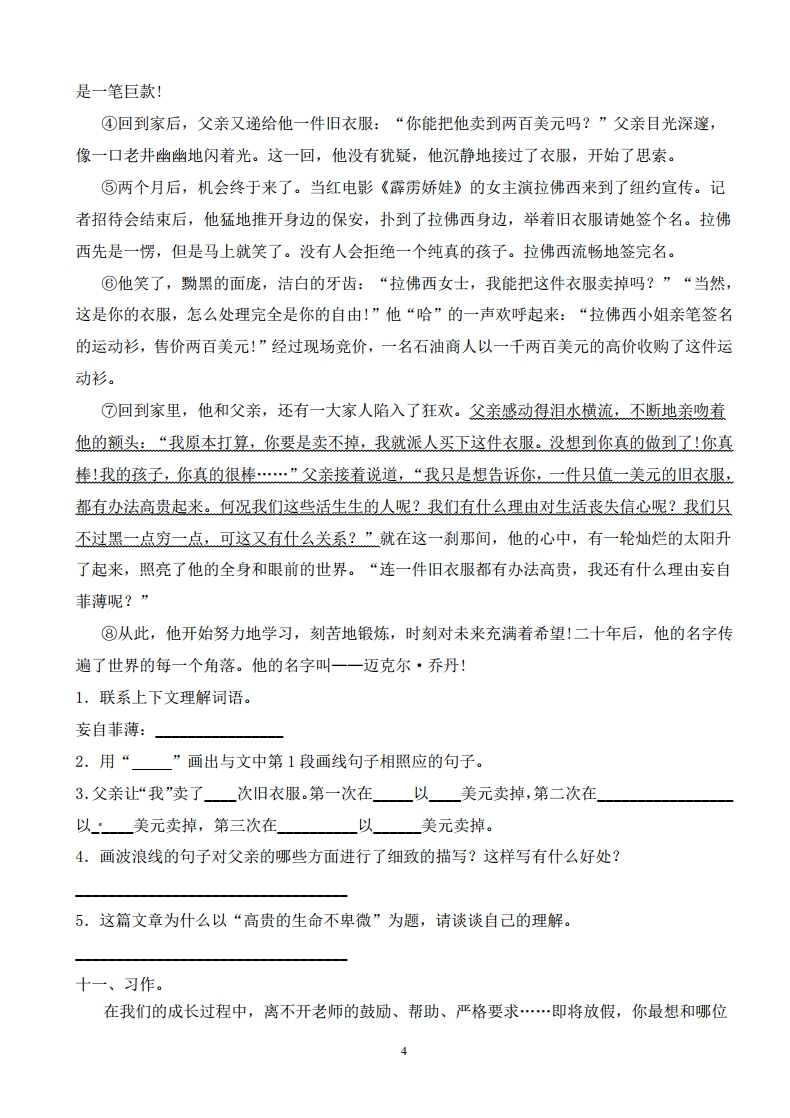 是一笔巨款!
④回到家后，父亲又递给他一件旧衣服：“你能把他卖到两百美元吗？”父亲目光深邃，
像一口老井幽幽地闪着光。这一回，他没有犹疑，他沉静地接过了衣服，开始了思索。
⑤两个月后，机会终于来了。当红电影《霹雳娇娃》的女主演拉佛西来到了纽约宣传。记
者招待会结束后，他猛地推开身边的保安，扑到了拉佛西身边，举着旧衣服请她签个名。拉佛
西先是一愣，但是马上就笑了。没有人会拒绝一个纯真的孩子。拉佛西流畅地签完名。
⑥他笑了，黝黑的面庞，洁白的牙齿：“拉佛西女士，我能把这件衣服卖掉吗？”“当然，
这是你的衣服，怎么处理完全是你的自由!”他“哈”的一声欢呼起来：“拉佛西小姐亲笔签名
的运动衫，售价两百美元!”经过现场竞价，一名石油商人以一千两百美元的高价收购了这件运
动衫。
⑦回到家里，他和父亲，还有一大家人陷入了狂欢。父亲感动得泪水横流，不断地亲吻着
他的额头：“我原本打算，你要是卖不掉，我就派人买下这件衣服。没想到你真的做到了!你真
棒!我的孩子，你真的很棒……”父亲接着说道，“我只是想告诉你，一件只值一美元的旧衣服，
都有办法高贵起来。何况我们这些活生生的人呢？我们有什么理由对生活丧失信心呢？我们只
不过黑一点穷一点，可这又有什么关系？”就在这一刹那间，他的心中，有一轮灿烂的太阳升
了起来，照亮了他的全身和眼前的世界。“连一件旧衣服都有办法高贵，我还有什么理由妄自
菲薄呢？”
⑧从此，他开始努力地学习，刻苦地锻炼，时刻对未来充满着希望!二十年后，他的名字传
遍了世界的每一个角落。他的名字叫——迈克尔·乔丹!
1．联系上下文理解词语。
妄自菲薄：________________
2．用“_____”画出与文中第 1 段画线句子相照应的句子。
3.父亲让“我”卖了____次旧衣服。第一次在_____以____美元卖掉，第二次在_________________
以_____美元卖掉，第三次在__________以______美元卖掉。
4．画波浪线的句子对父亲的哪些方面进行了细致的描写？这样写有什么好处？
__________________________________
5．这篇文章为什么以“高贵的生命不卑微”为题，请谈谈自己的理解。
__________________________________
十一、习作。
在我们的成长过程中，离不开老师的鼓励、帮助、严格要求……即将放假，你最想和哪位
4